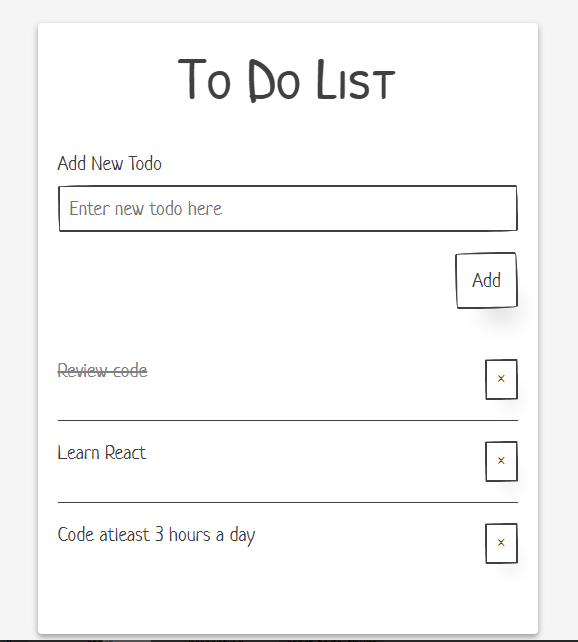 To Do List
Add New Todo
Enter new todo here
Add
Review code
×
Learn React
×
Code atleast 3 hours a day
×